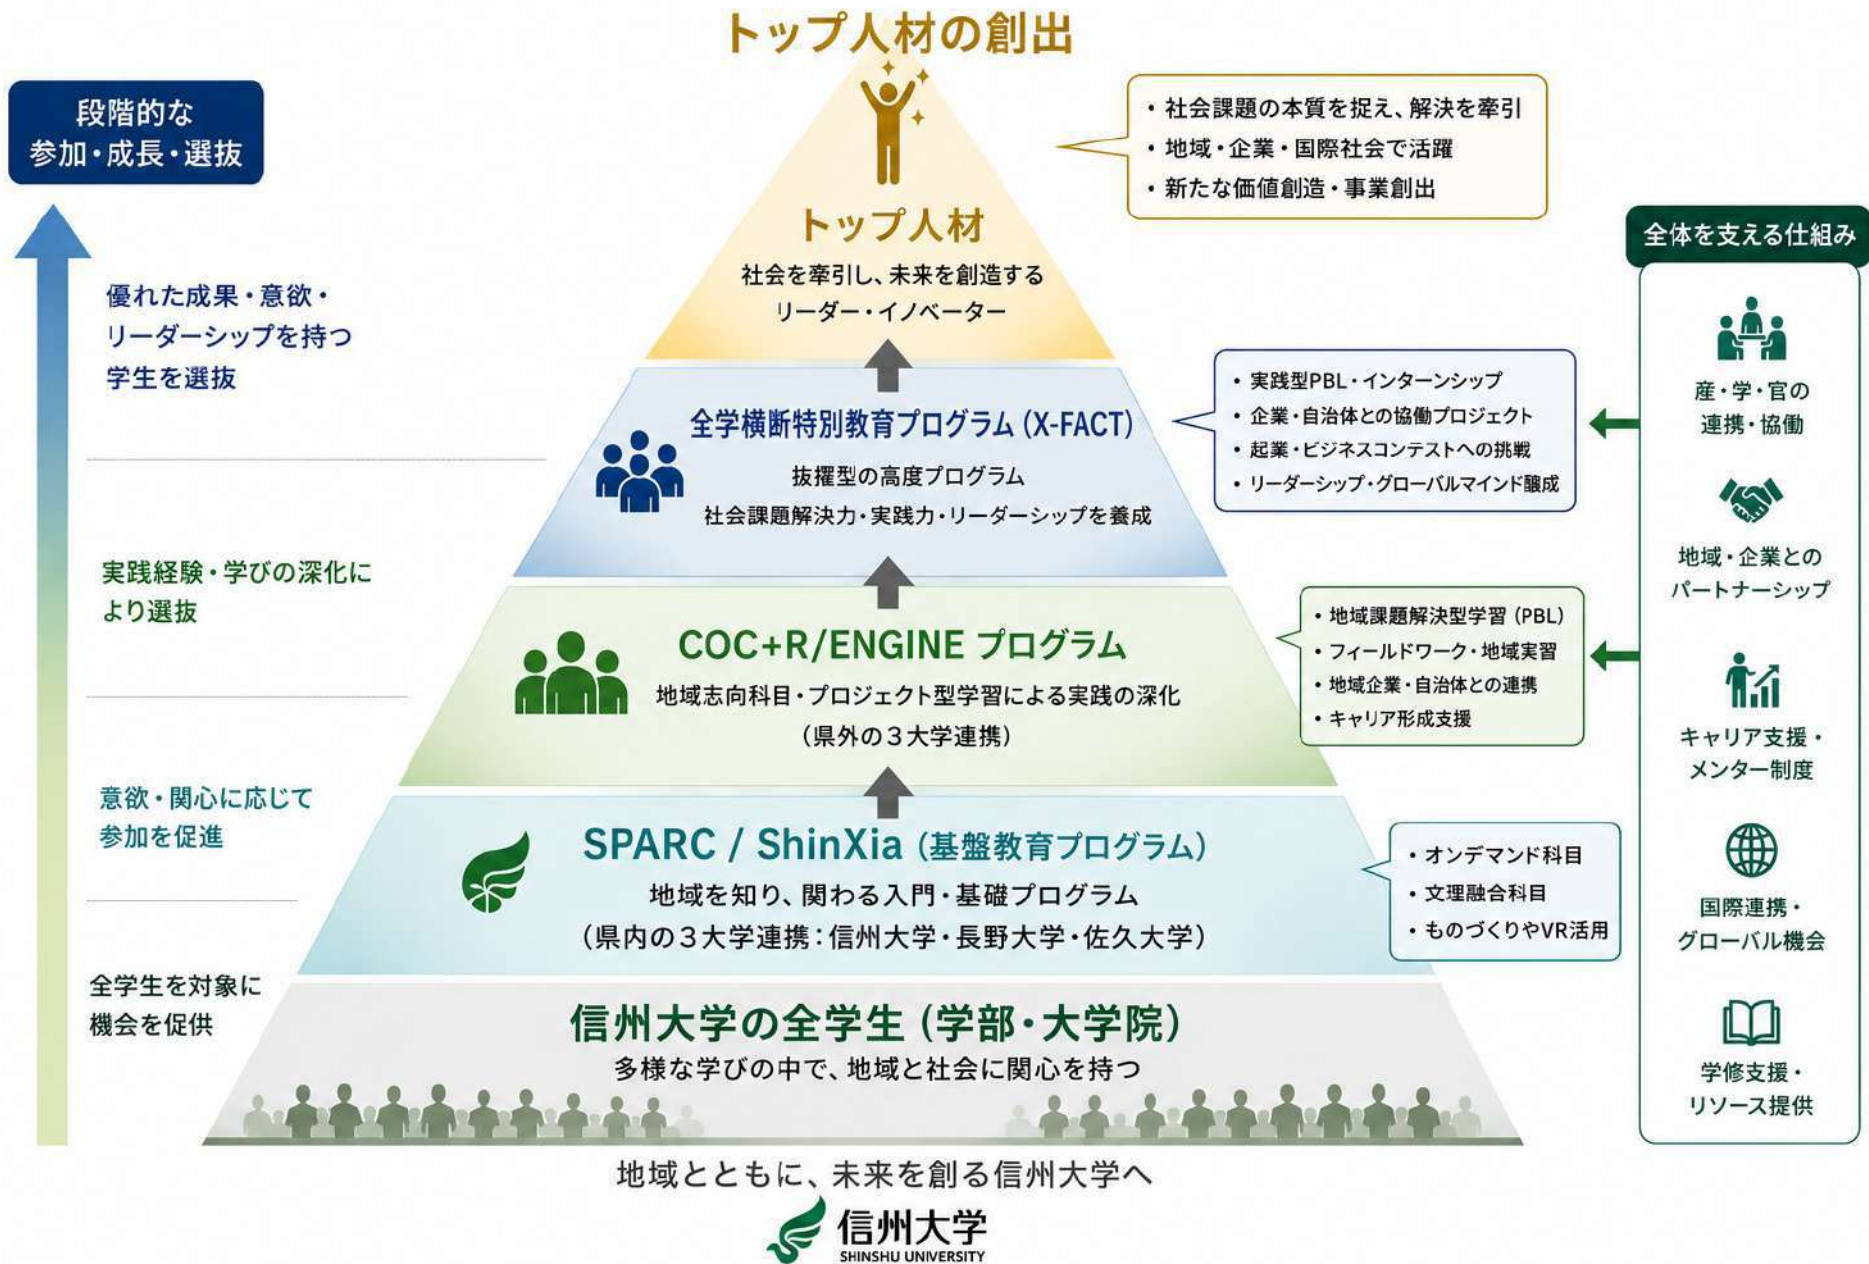 トップ人材の創出
段階的な
参加・成長・選抜
優れた成果・意欲・
リーダーシップを持つ
学生を選抜
実践経験・学びの深化に
より選抜
意欲・関心に応じて
参加を促進
全学生を対象に
機会を促供
トップ人材
社会を牽引し、未来を創造する
リーダー・イノベーター
・社会課題の本質を捉え、解決を牽引
・地域・企業・国際社会で活躍
・新たな価値創造・事業創出
全学横断特別教育プログラム (X-FACT)
抜擢型の高度プログラム
社会課題解決力・実践力・リーダーシップを養成
・実践型PBL・インターンシップ
・企業・自治体との協働プロジェクト
・起業・ビジネスコンテストへの挑戦
・リーダーシップ・グローバルマインド醸成
COC+R/ENGINE プログラム
地域志向科目・プロジェクト型学習による実践の深化
（県外の３大学連携）
・地域課題解決型学習 (PBL)
・フィールドワーク・地域実習
・地域企業・自治体との連携
・キャリア形成支援
SPARC / ShinXia（基盤教育プログラム）
地域を知り、関わる入門・基礎プログラム
（県内の３大学連携：信州大学・長野大学・佐久大学）
・オンデマンド科目
・文理融合科目
・ものづくりやVR活用
信州大学の全学生（学部・大学院）
多様な学びの中で、地域と社会に関心を持つ
全体を支える仕組み
産・学・官の
連携・協働
地域・企業との
パートナーシップ
キャリア支援・
メンター制度
国際連携・
グローバル機会
学修支援・
リソース提供
地域とともに、未来を創る信州大学へ
信州大学
SHINSHU UNIVERSITY